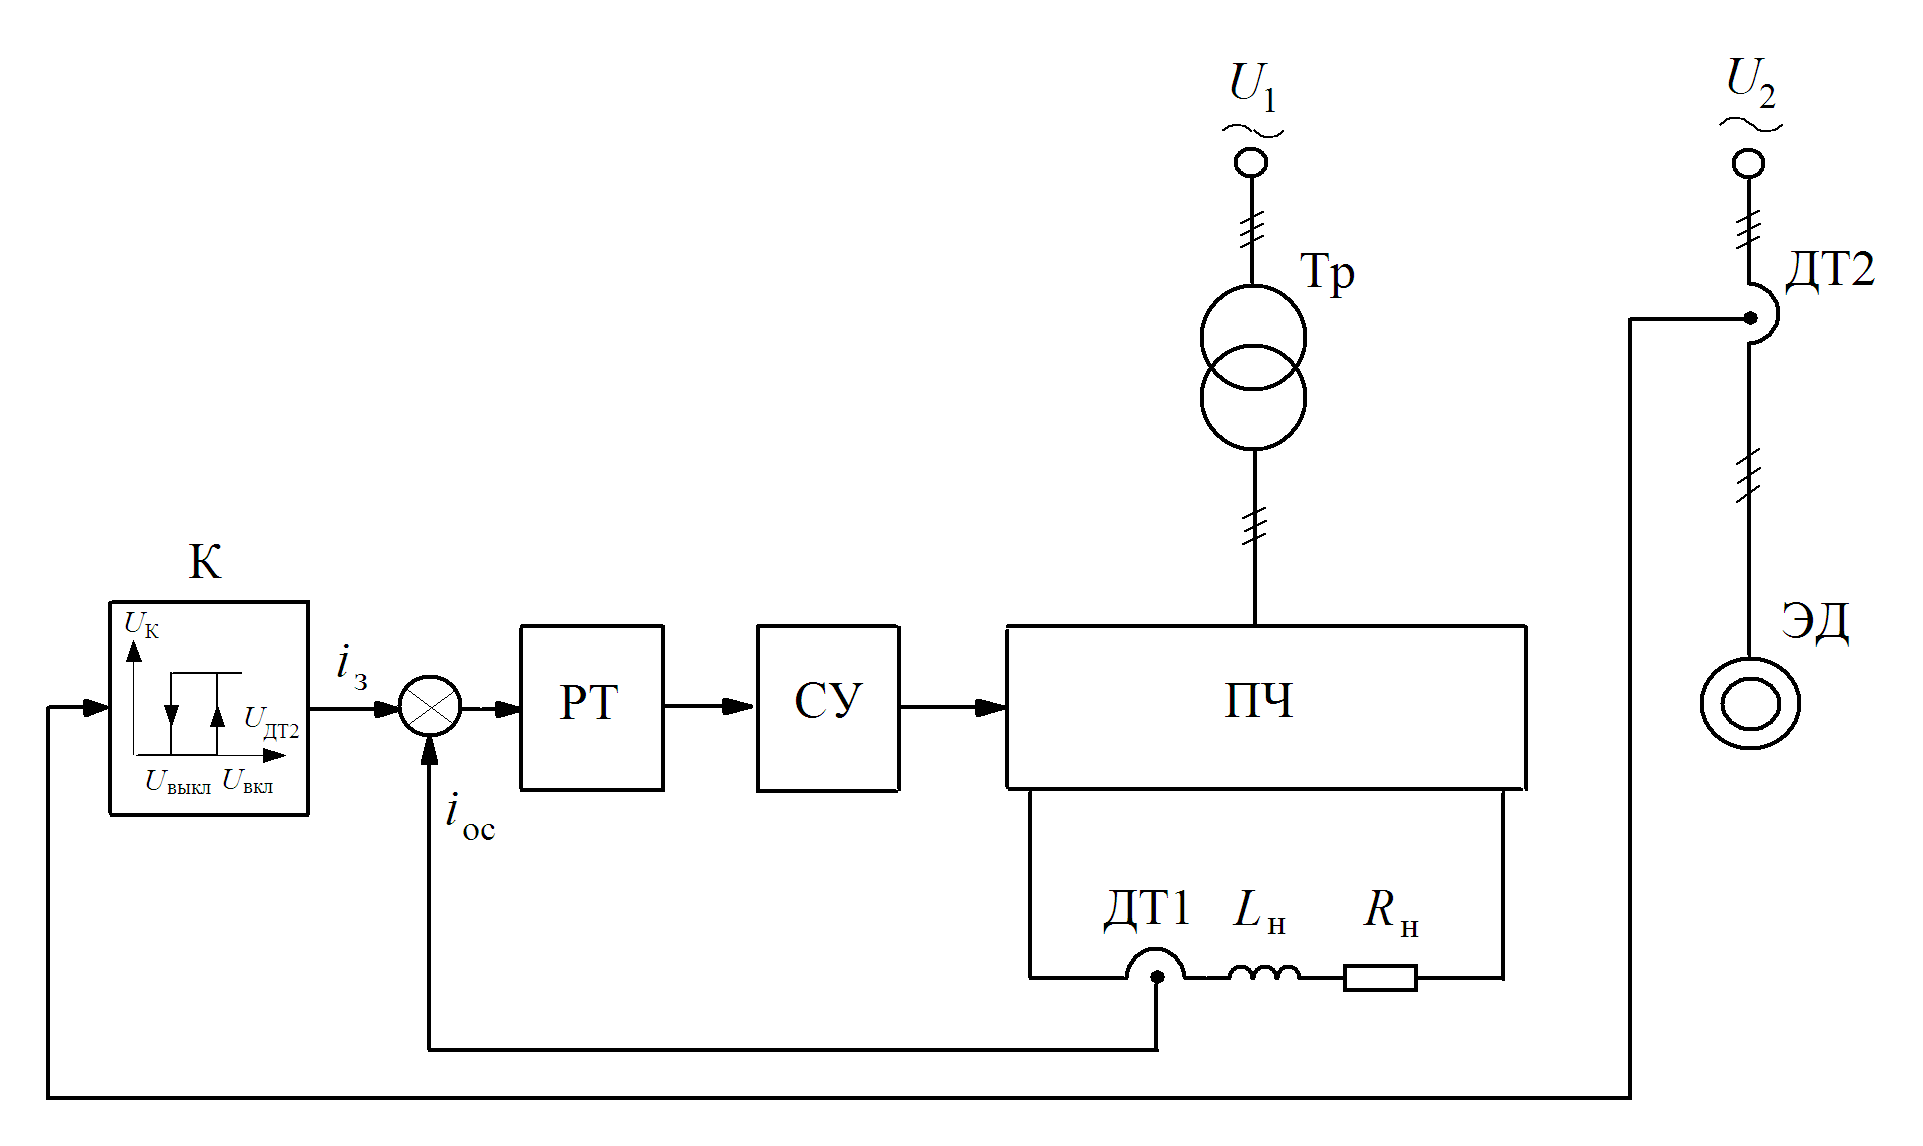 U1
U2
Тр
ДТ2
К
ЭД
UК
iз
UДТ2
РТ
СУ
ПЧ
Uвыкл Uвкл
iос
ДТ1 Lн Rн